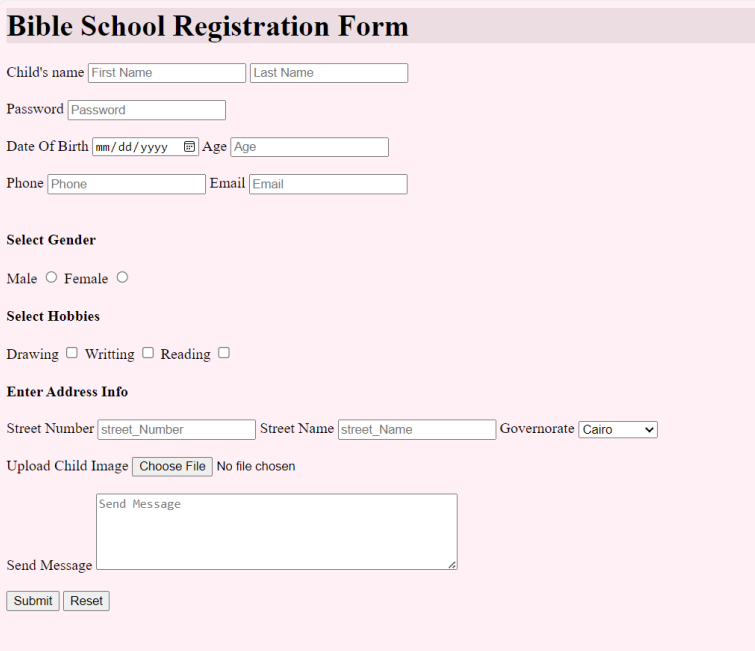 Bible School Registration Form
Child's name First Name Last Name
Password Password
Date Of Birth mm/dd/yyyy Age Age
Phone Phone Email Email
Select Gender
Male Female
Select Hobbies
Drawing Writting Reading
Enter Address Info
Street Number street_Number Street Name street_Name Governorate Cairo
Upload Child Image Choose File No file chosen
Send Message
Send Message
Submit Reset